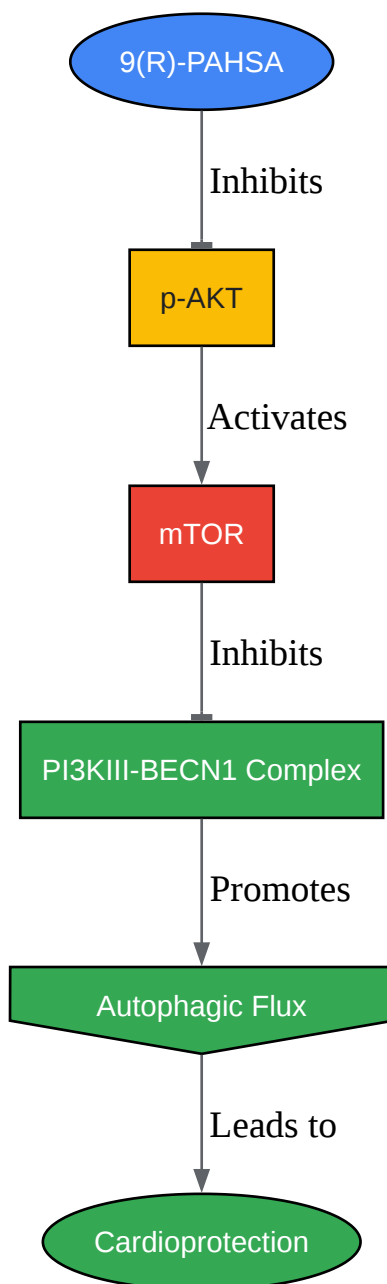 9(R)-PAHSA
Inhibits
p-AKT
Activates
mTOR
Inhibits
PI3KIII-BECN1 Complex
Promotes
Autophagic Flux
Leads to
Cardioprotection